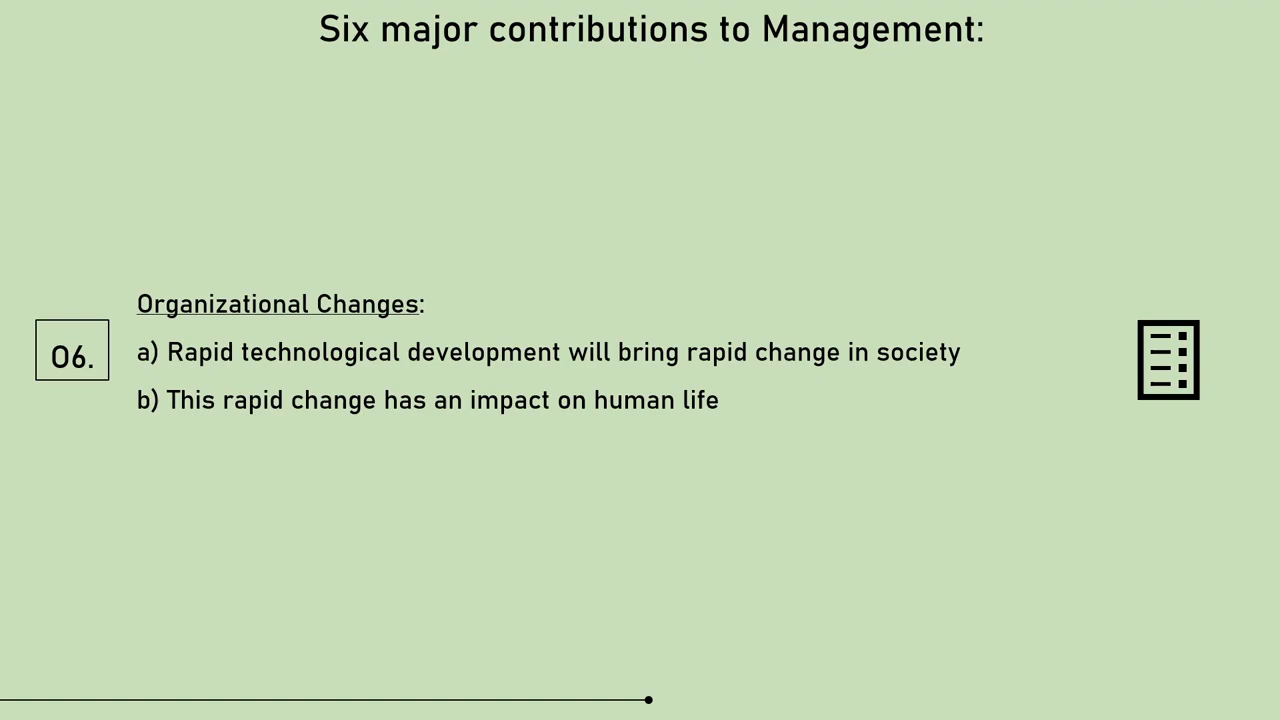 Six major contributions to Management:
Organizational Changes:
06.
a) Rapid technological development will bring rapid change in society
b) This rapid change has an impact on human life